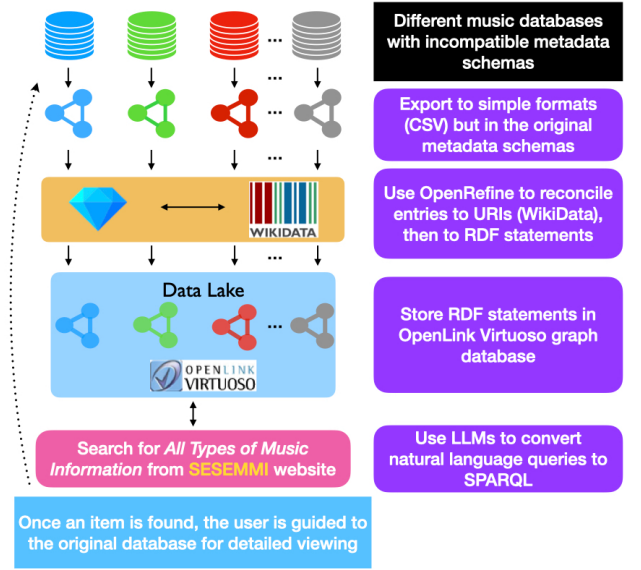 Different music databases
with incompatible metadata
schemas
...
...
Export to simple formats
(CSV) but in the original
metadata schemas
...
...
WIKIDATA
Use OpenRefine to reconcile
entries to URIs (WikiData),
then to RDF statements
...
Data Lake
...
OPENLINK
VIRTUOSO
Store RDF statements in
OpenLink Virtuoso graph
database
Search for All Types of Music
Information from SESEMMI website
Use LLMs to convert
natural language queries to
SPARQL
Once an item is found, the user is guided to
the original database for detailed viewing